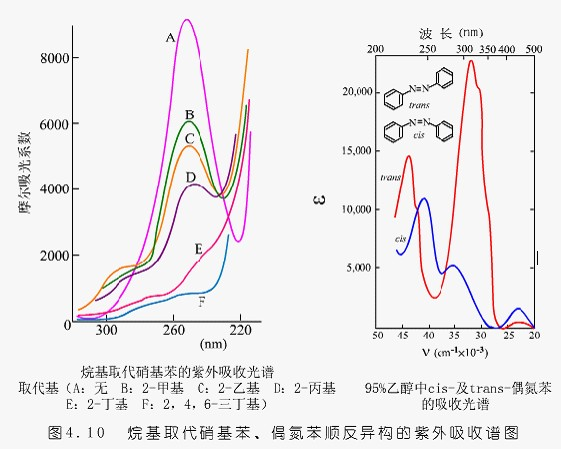 波 长 (nm)
200 250 300 350 400 500
A
8000
B
6000
C
D
4000
E
2000
F
0
300 260 220
(nm)
摩尔吸光系数
N=N
trans
N=N
cis
20,000
15,000
trans
10,000
cis
5,000
ε
50 45 40 35 30 25 20
ν (cm⁻¹×10⁻³)
烷基取代硝基苯的紫外吸收光谱
取代基（A：无 B：2-甲基 C：2-乙基 D：2-丙基
E：2-丁基 F：2，4，6-三丁基）
95%乙醇中cis-及trans-偶氮苯
的吸收光谱
图4.10 烷基取代硝基苯、偶氮苯顺反异构的紫外吸收谱图